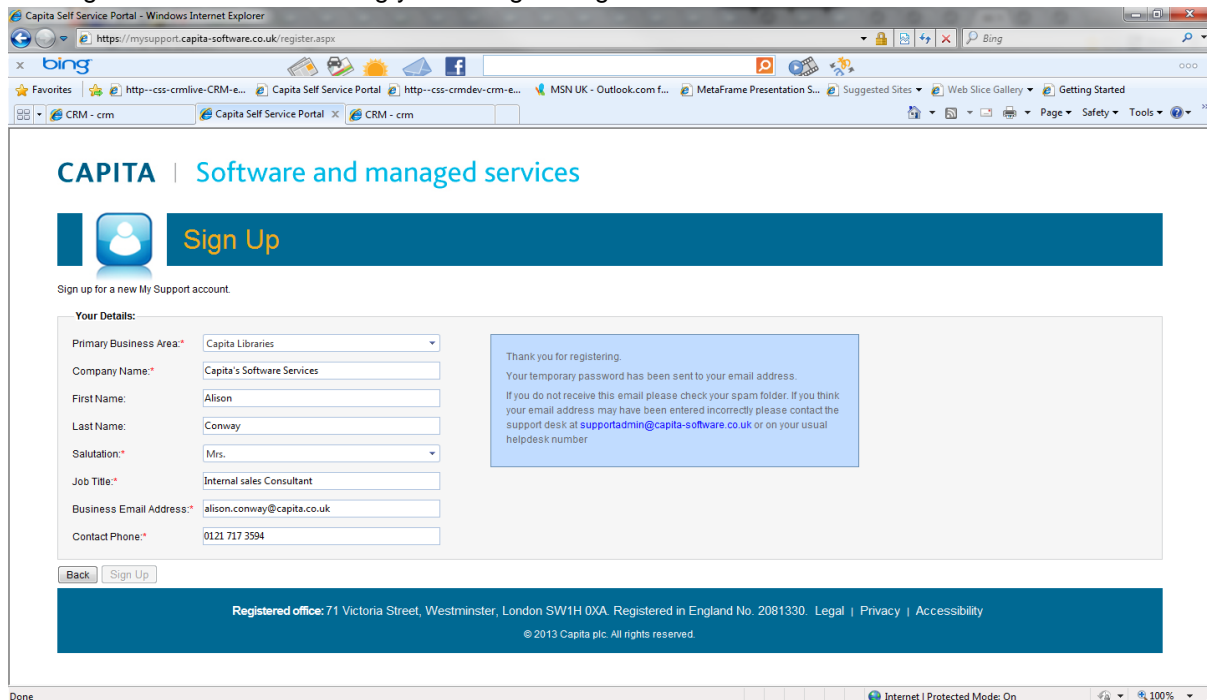 Capita Self Service Portal - Windows Internet Explorer
https://mysupport.capita-software.co.uk/register.aspx
Bing
x bing
Favorites http--css-crmlive-CRM-e... Capita Self Service Portal http--css-crmdev-crm-e... MSN UK - Outlook.com f... MetaFrame Presentation S... Suggested Sites Web Slice Gallery Getting Started
CRM - crm Capita Self Service Portal X CRM - crm Page Safety Tools
CAPITA | Software and managed services
Sign Up
Sign up for a new My Support account.
Your Details:
Primary Business Area:* Capita Libraries
Company Name:* Capita's Software Services
First Name: Alison
Last Name: Conway
Salutation:* Mrs.
Job Title:* Internal sales Consultant
Business Email Address:* alison.conway@capita.co.uk
Contact Phone:* 0121 717 3594
Thank you for registering.
Your temporary password has been sent to your email address.
If you do not receive this email please check your spam folder. If you think
your email address may have been entered incorrectly please contact the
support desk at supportadmin@capita-software.co.uk or on your usual
helpdesk number
Back Sign Up
Registered office: 71 Victoria Street, Westminster, London SW1H 0XA. Registered in England No. 2081330. Legal | Privacy | Accessibility
© 2013 Capita plc. All rights reserved.
Done Internet | Protected Mode: On 100%